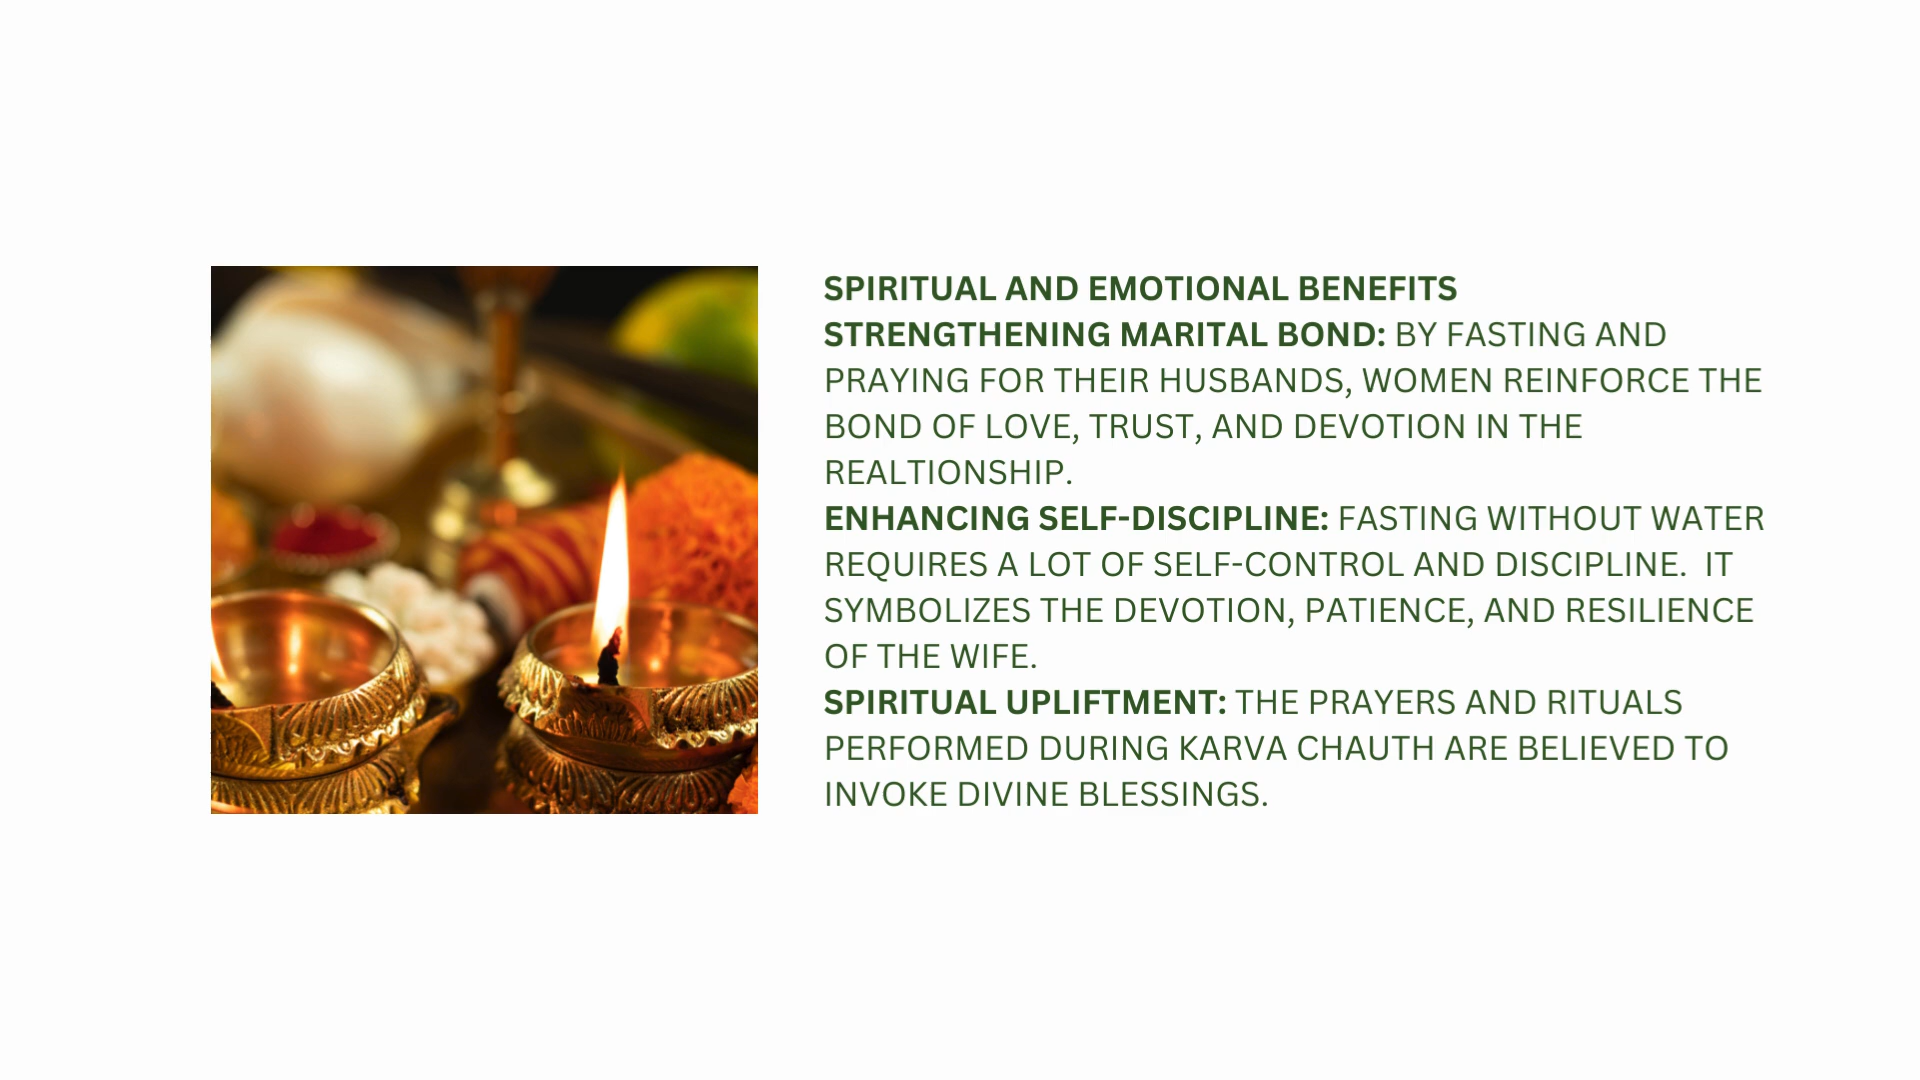 SPIRITUAL AND EMOTIONAL BENEFITS
STRENGTHENING MARITAL BOND: BY FASTING AND
PRAYING FOR THEIR HUSBANDS, WOMEN REINFORCE THE
BOND OF LOVE, TRUST, AND DEVOTION IN THE
REALTIONSHIP.
ENHANCING SELF-DISCIPLINE: FASTING WITHOUT WATER
REQUIRES A LOT OF SELF-CONTROL AND DISCIPLINE.  IT
SYMBOLIZES THE DEVOTION, PATIENCE, AND RESILIENCE
OF THE WIFE.
SPIRITUAL UPLIFTMENT: THE PRAYERS AND RITUALS
PERFORMED DURING KARVA CHAUTH ARE BELIEVED TO
INVOKE DIVINE BLESSINGS.